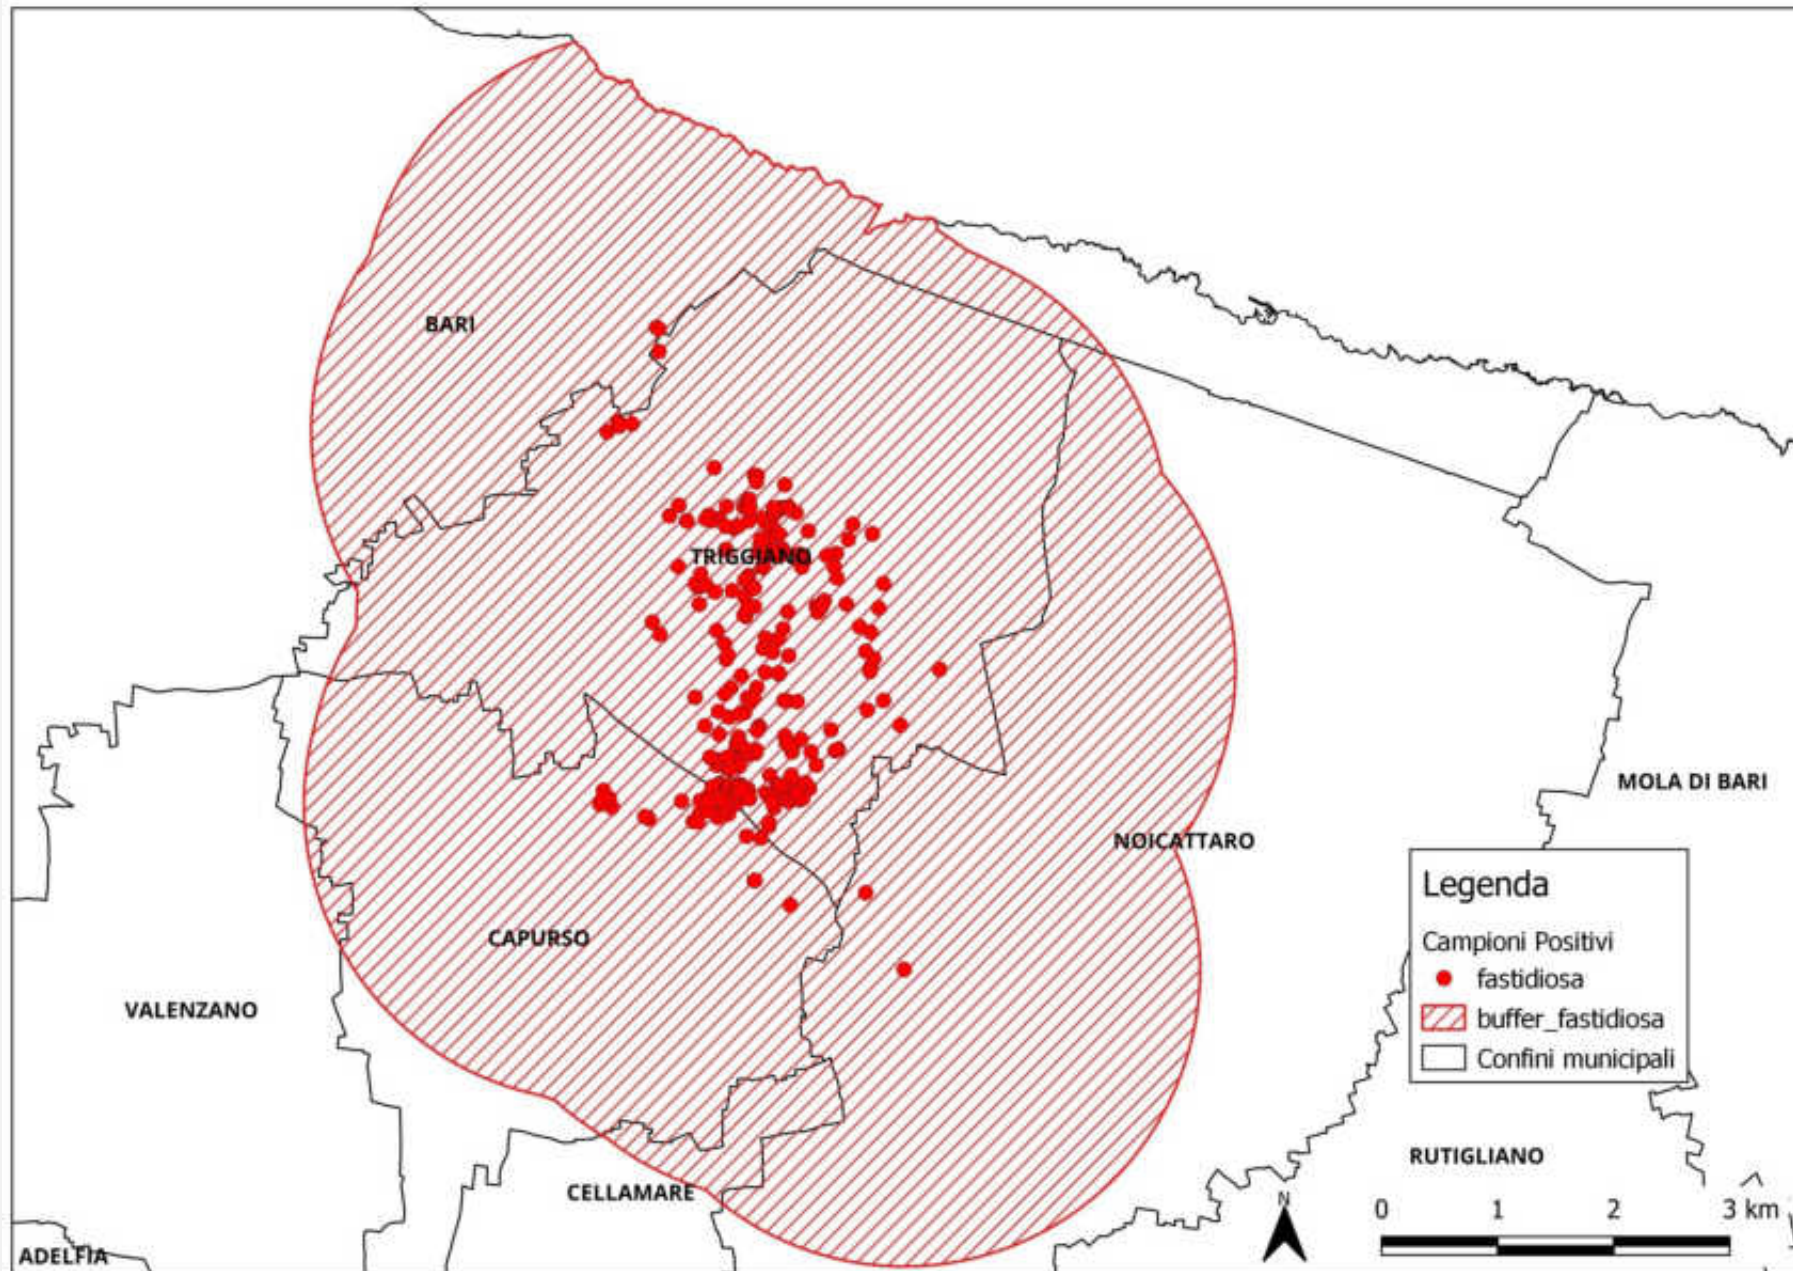 BARI
TRIGGIANO
MOLA DI BARI
NOICATTARO
Legenda
Campioni Positivi
fastidiosa
buffer_fastidiosa
Confini municipali
CAPURSO
VALENZANO
RUTIGLIANO
CELLAMARE
N
0 1 2 3 km
ADELFIA